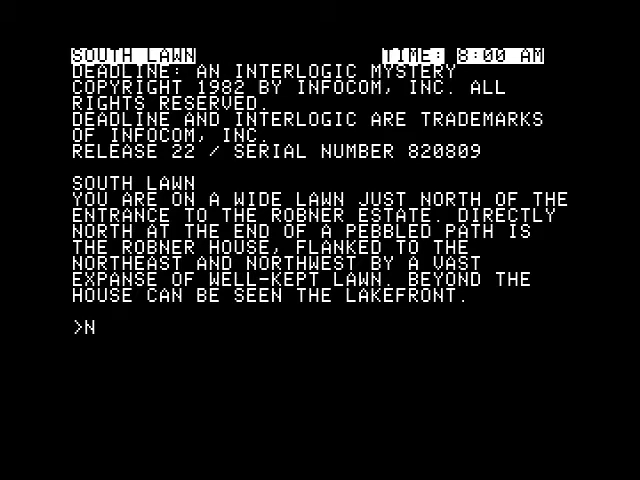 SOUTH LAWN TIME: 8:00 AM
DEADLINE: AN INTERLOGIC MYSTERY
COPYRIGHT 1982 BY INFOCOM, INC. ALL
RIGHTS RESERVED.
DEADLINE AND INTERLOGIC ARE TRADEMARKS
OF INFOCOM, INC.
RELEASE 22 / SERIAL NUMBER 820809

SOUTH LAWN
YOU ARE ON A WIDE LAWN JUST NORTH OF THE
ENTRANCE TO THE ROBNER ESTATE. DIRECTLY
NORTH AT THE END OF A PEBBLED PATH IS
THE ROBNER HOUSE, FLANKED TO THE
NORTHEAST AND NORTHWEST BY A VAST
EXPANSE OF WELL-KEPT LAWN. BEYOND THE
HOUSE CAN BE SEEN THE LAKEFRONT.

>N